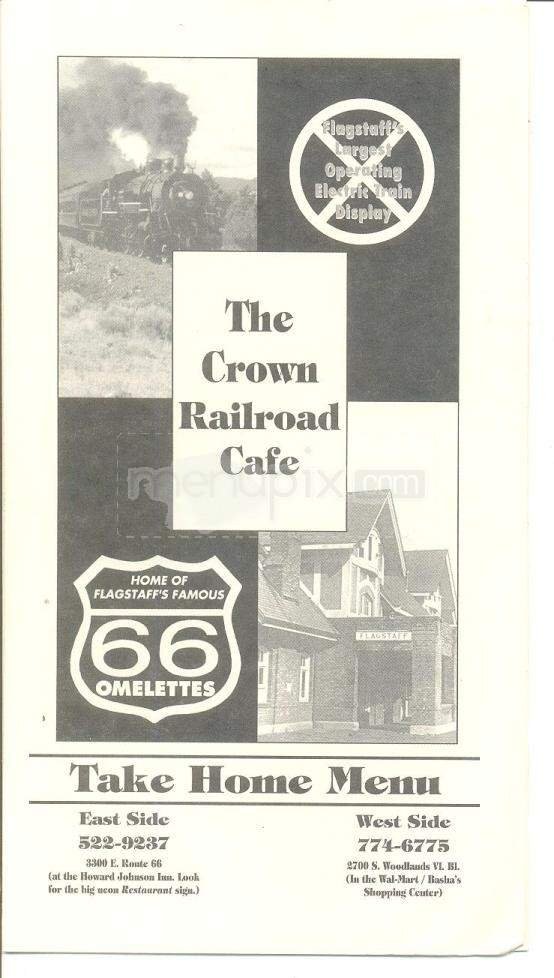 Flagstaff's
Largest
Operating
Electric Train
Display
The
Crown
Railroad
Cafe
menupix.com
HOME OF
FLAGSTAFF'S FAMOUS
66
OMELETTES
FLAGSTAFF
Take Home Menu
East Side
522-9237
3300 E. Route 66
(at the Howard Johnson Inn. Look
for the big neon Restaurant sign.)
West Side
774-6775
2700 S. Woodlands Vl. Bl.
(In the Wal-Mart / Basha's
Shopping Center)